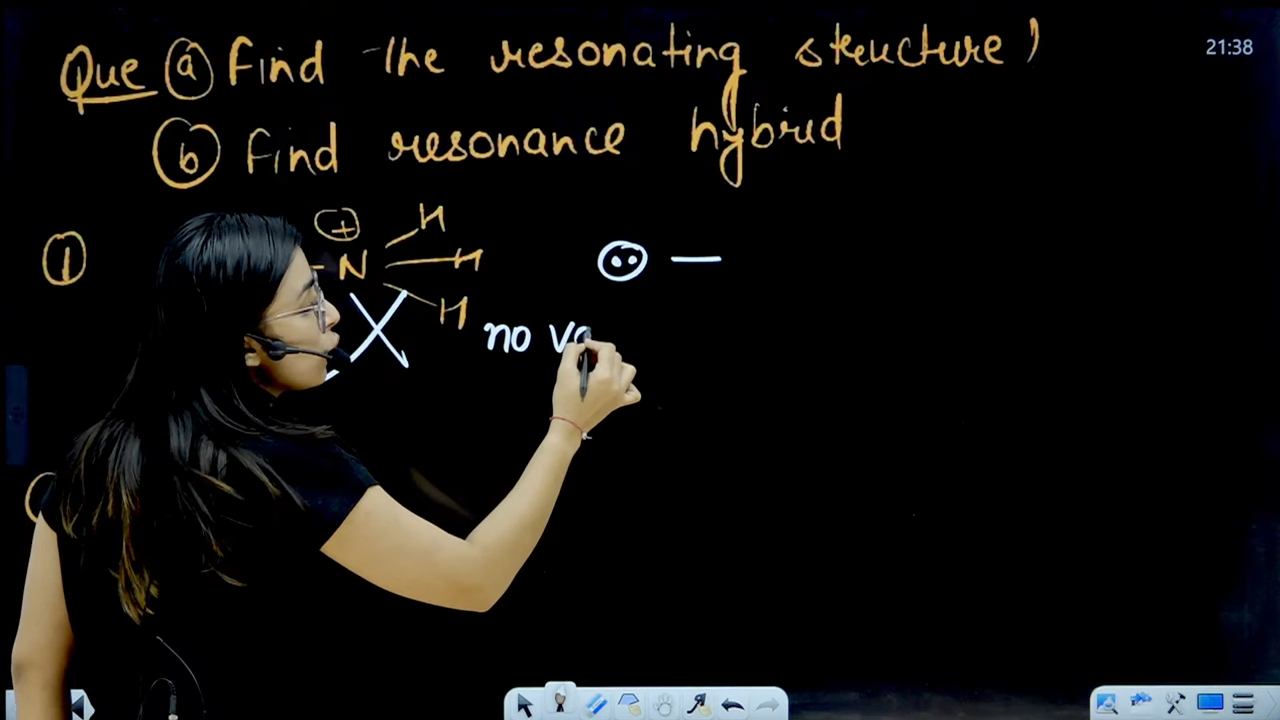 Que (a) Find the resonating structure)
(b) Find resonance hybrid
21:38
(1)
+ N H
H
H
no